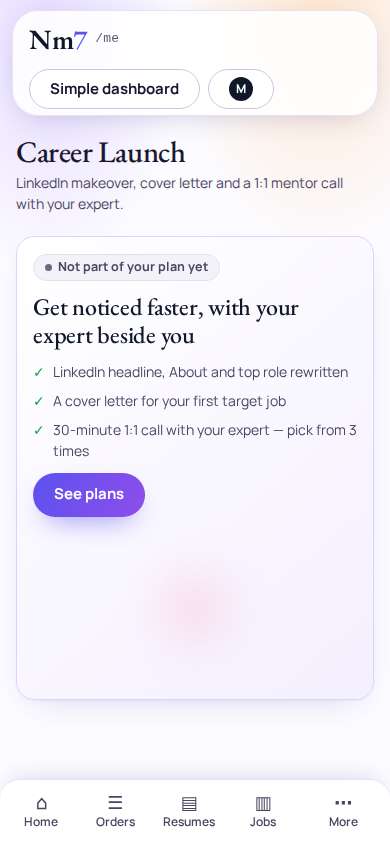 Nm7 /me
Simple dashboard
M
Career Launch
LinkedIn makeover, cover letter and a 1:1 mentor call
with your expert.
Not part of your plan yet
Get noticed faster, with your
expert beside you
✓ LinkedIn headline, About and top role rewritten
✓ A cover letter for your first target job
✓ 30-minute 1:1 call with your expert — pick from 3
times
See plans
Home Orders Resumes Jobs More